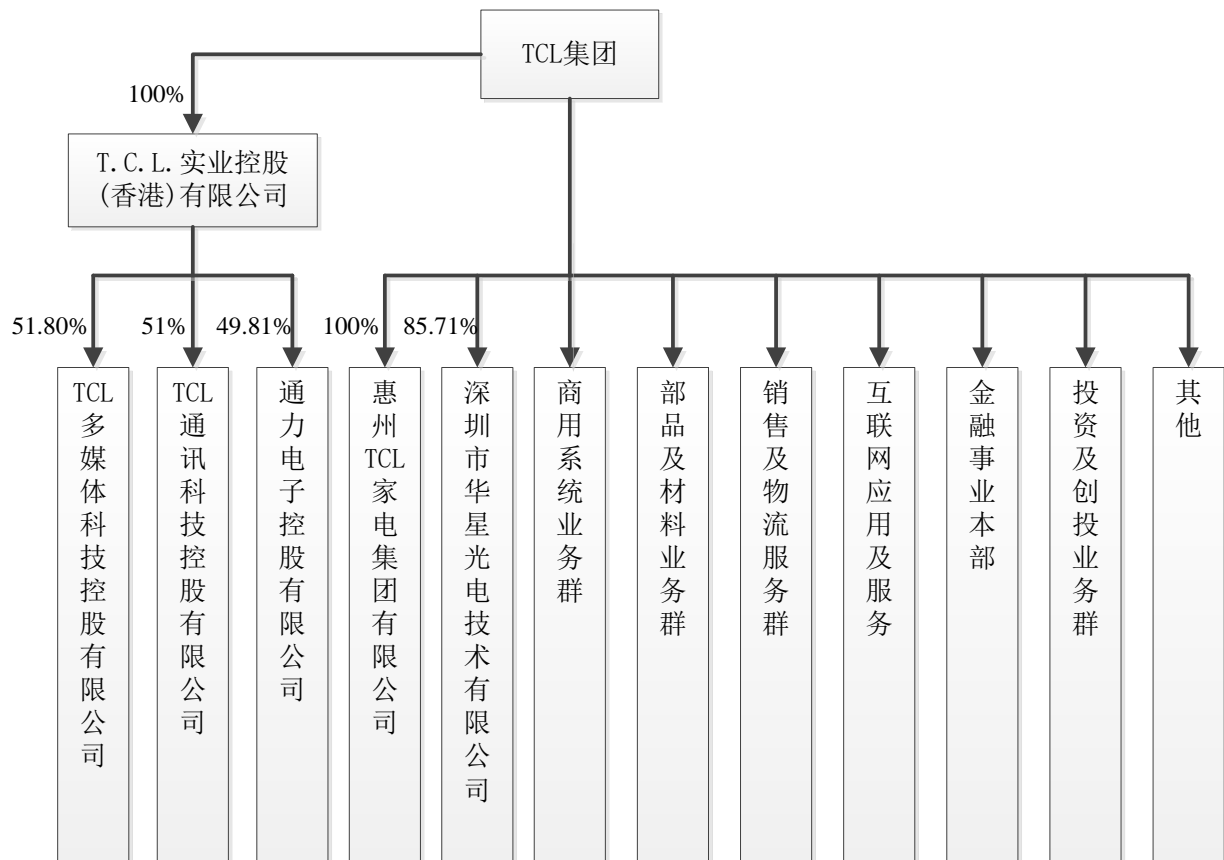 TCL集团
100%
T.C.L.实业控股
(香港)有限公司
51.80%
51%
49.81%
100%
85.71%
TCL多媒体科技控股有限公司
TCL通讯科技控股有限公司
通力电子控股有限公司
惠州TCL家电集团有限公司
深圳市华星光电技术有限公司
商用系统业务群
部品及材料业务群
销售及物流服务群
互联网应用及服务
金融事业本部
投资及创投业务群
其他